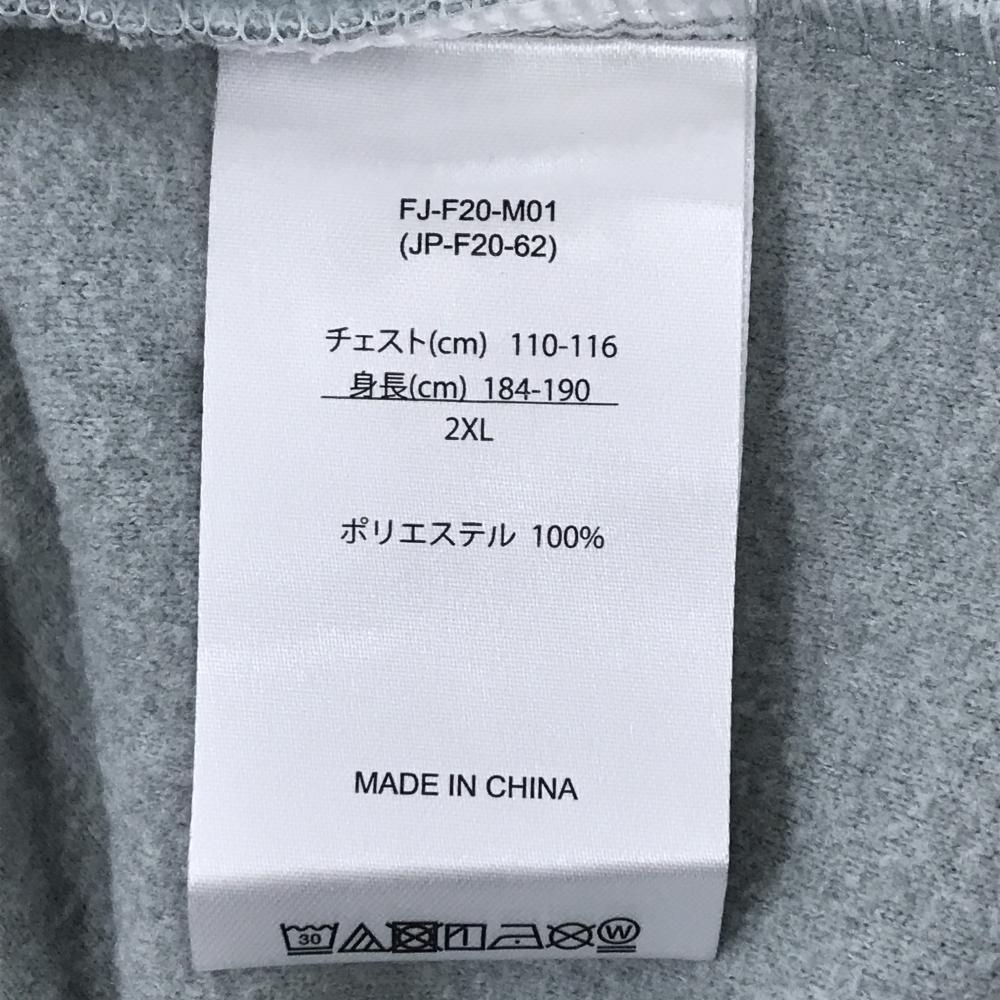 FJ-F20-M01
(JP-F20-62)
チェスト(cm) 110-116
身長(cm) 184-190
2XL
ポリエステル 100%
MADE IN CHINA
30 W